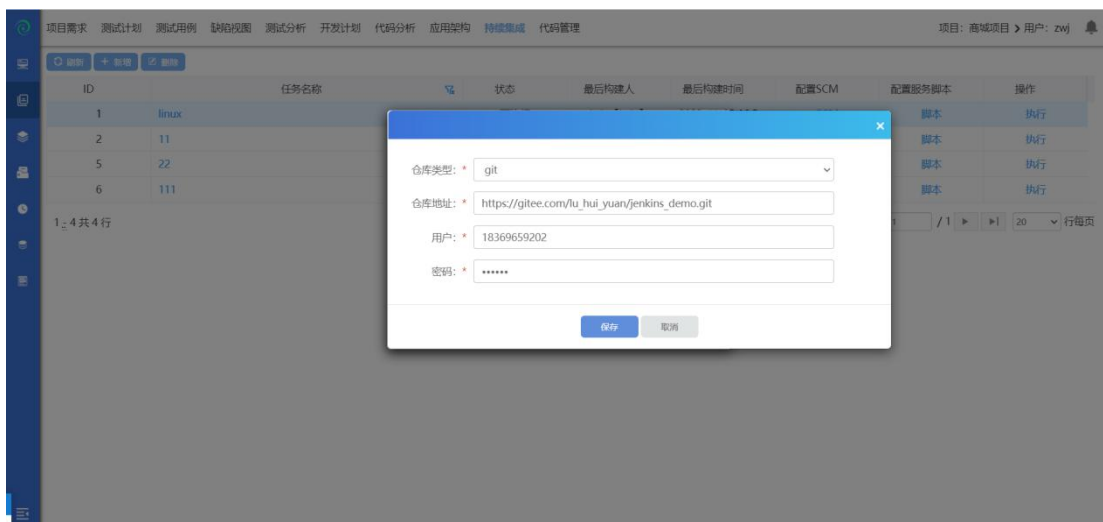 项目需求 测试计划 测试用例 缺陷视图 测试分析 开发计划 代码分析 应用架构 持续集成 代码管理 项目：商城项目 用户：zwj
刷新 新增 删除
ID 任务名称 状态 最后构建人 最后构建时间 配置SCM 配置服务脚本 操作
1 linux 脚本 执行
2 11 脚本 执行
5 22 脚本 执行
6 111 脚本 执行
仓库类型: * git
仓库地址: * https://gitee.com/lu_hui_yuan/jenkins_demo.git
用户: * 18369659202
密码: * ••••••
保存 取消
1 - 4 共 4 行 / 1 20 行每页